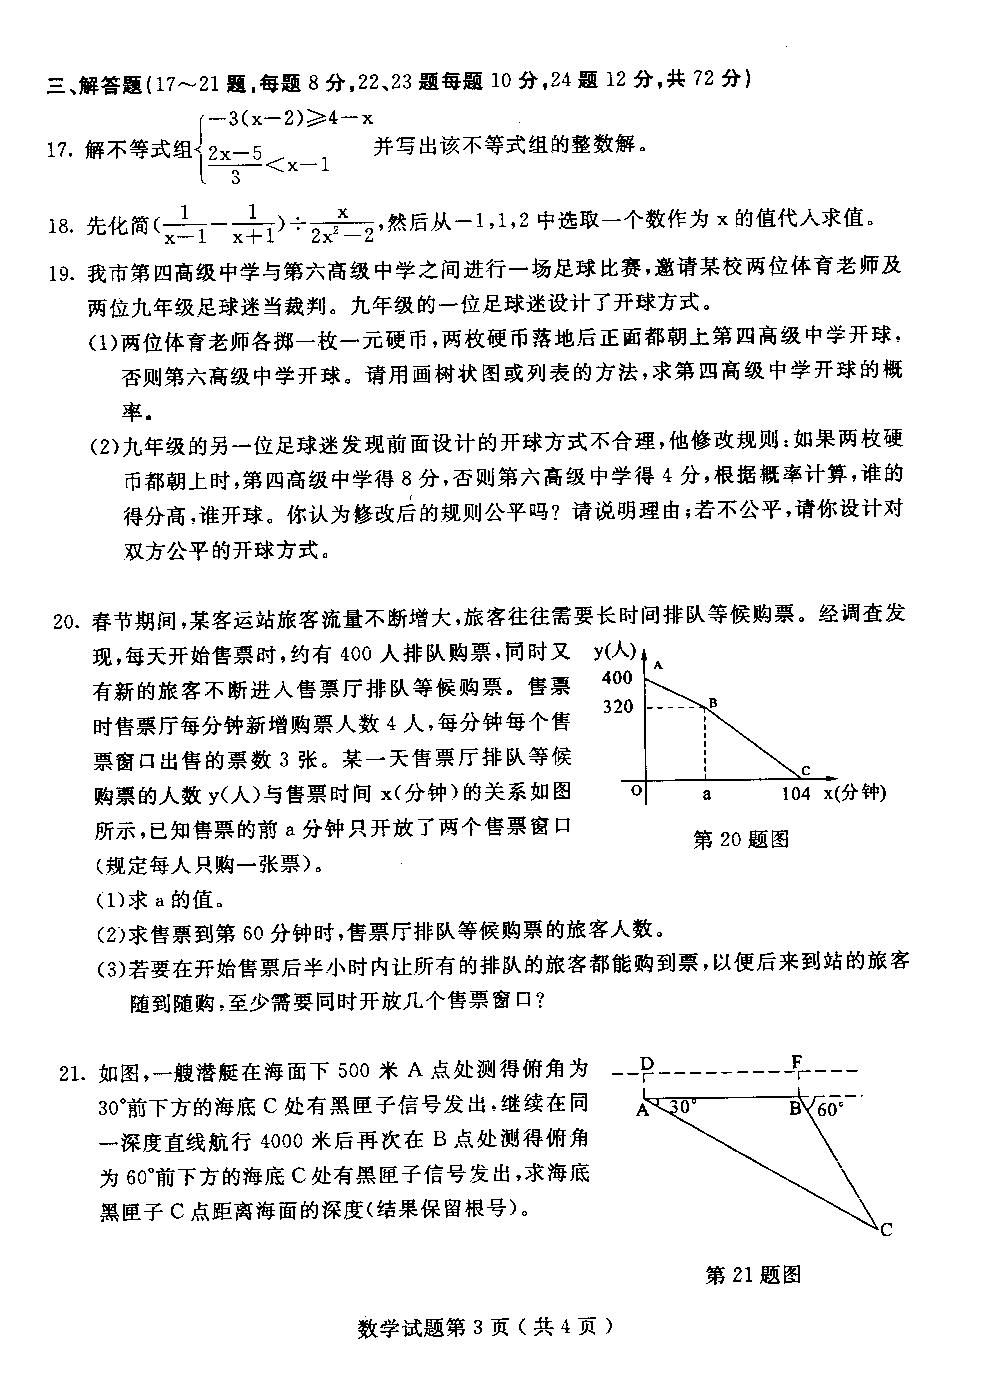 三、解答题(17～21题,每题8分,22、23题每题10分,24题12分,共72分)
17. 解不等式组{-3(x-2)≥4-x
(2x-5)/3<x-1 并写出该不等式组的整数解。
18. 先化简(1/(x-1)-1/(x+1))÷x/(2x²-2),然后从-1,1,2中选取一个数作为x的值代入求值。
19. 我市第四高级中学与第六高级中学之间进行一场足球比赛,邀请某校两位体育老师及
两位九年级足球迷当裁判。九年级的一位足球迷设计了开球方式。
(1)两位体育老师各掷一枚一元硬币,两枚硬币落地后正面都朝上第四高级中学开球,
否则第六高级中学开球。请用画树状图或列表的方法,求第四高级中学开球的概
率。
(2)九年级的另一位足球迷发现前面设计的开球方式不合理,他修改规则:如果两枚硬
币都朝上时,第四高级中学得8分,否则第六高级中学得4分,根据概率计算,谁的
得分高,谁开球。你认为修改后的规则公平吗?请说明理由;若不公平,请你设计对
双方公平的开球方式。
20. 春节期间,某客运站旅客流量不断增大,旅客往往需要长时间排队等候购票。经调查发
现,每天开始售票时,约有400人排队购票,同时又
有新的旅客不断进入售票厅排队等候购票。售票
时售票厅每分钟新增购票人数4人,每分钟每个售
票窗口出售的票数3张。某一天售票厅排队等候
购票的人数y(人)与售票时间x(分钟)的关系如图
所示,已知售票的前a分钟只开放了两个售票窗口
(规定每人只购一张票)。
y(人)
A
400
320
B
C
O
a
104 x(分钟)
第20题图
(1)求a的值。
(2)求售票到第60分钟时,售票厅排队等候购票的旅客人数。
(3)若要在开始售票后半小时内让所有的排队的旅客都能购到票,以便后来到站的旅客
随到随购,至少需要同时开放几个售票窗口?
21. 如图,一艘潜艇在海面下500米A点处测得俯角为
30°前下方的海底C处有黑匣子信号发出,继续在同
一深度直线航行4000米后再次在B点处测得俯角
为60°前下方的海底C处有黑匣子信号发出,求海底
黑匣子C点距离海面的深度(结果保留根号)。
D
F
A
30°
B
60°
C
第21题图
数学试题第3页(共4页)